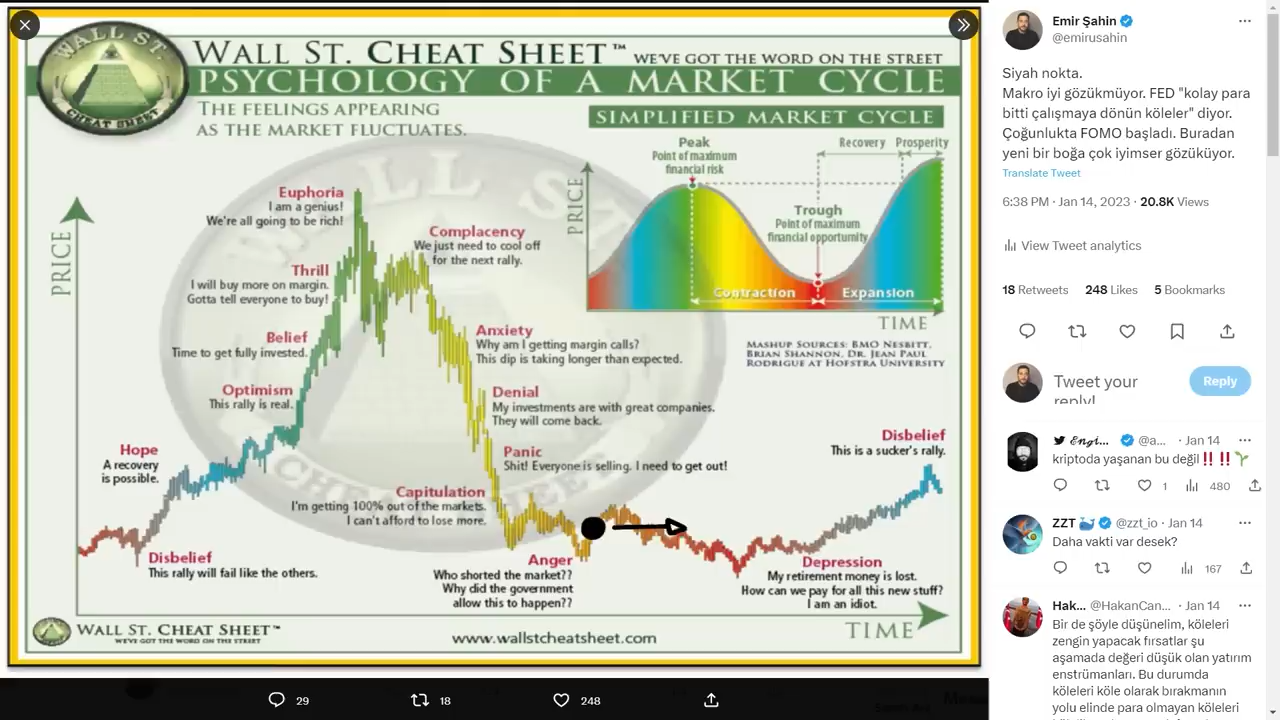 WALL ST.
CHEAT SHEET
WALL ST. CHEAT SHEET™ WE'VE GOT THE WORD ON THE STREET
PSYCHOLOGY OF A MARKET CYCLE
THE FEELINGS APPEARING
AS THE MARKET FLUCTUATES.
SIMPLIFIED MARKET CYCLE
Peak
Point of maximum
financial risk
Recovery
Prosperity
Trough
Point of maximum
financial opportunity
Contraction
Expansion
PRICE
TIME
MASHUP SOURCES: BMO NESBITT,
BRIAN SHANNON, DR. JEAN PAUL
RODRIGUE AT HOFSTRA UNIVERSITY
PRICE
Euphoria
I am a genius!
We're all going to be rich!
Complacency
We just need to cool off
for the next rally.
Thrill
I will buy more on margin.
Gotta tell everyone to buy!
Belief
Time to get fully invested.
Anxiety
Why am I getting margin calls?
This dip is taking longer than expected.
Optimism
This rally is real.
Denial
My investments are with great companies.
They will come back.
Hope
A recovery
is possible.
Panic
Shit! Everyone is selling. I need to get out!
Disbelief
This is a sucker's rally.
Capitulation
I'm getting 100% out of the markets.
I can't afford to lose more.
Disbelief
This rally will fail like the others.
Anger
Who shorted the market??
Why did the government
allow this to happen??
Depression
My retirement money is lost.
How can we pay for all this new stuff?
I am an idiot.
WALL ST. CHEAT SHEET™
WE'VE GOT THE WORD ON THE STREET
www.wallstcheatsheet.com
TIME
29
18
248
Emir Şahin
@emirusahin
Siyah nokta.
Makro iyi gözükmüyor. FED "kolay para
bitti çalışmaya dönün köleler" diyor.
Çoğunlukta FOMO başladı. Buradan
yeni bir boğa çok iyimser gözüküyor.
Translate Tweet
6:38 PM · Jan 14, 2023 · 20.8K Views
View Tweet analytics
18 Retweets 248 Likes 5 Bookmarks
Tweet your
reply!
Reply
𝓔𝓷𝓰𝓲... @a... · Jan 14
kriptoda yaşanan bu değil‼️‼️🌱
1 480
ZZT 🐳 @zzt_io · Jan 14
Daha vakti var desek?
167
Hak... @HakanCan... · Jan 14
Bir de şöyle düşünelim, köleleri
zengin yapacak fırsatlar şu
aşamada değeri düşük olan yatırım
enstrümanları. Bu durumda
köleleri köle olarak bırakmanın
yolu elinde para olmayan köleleri